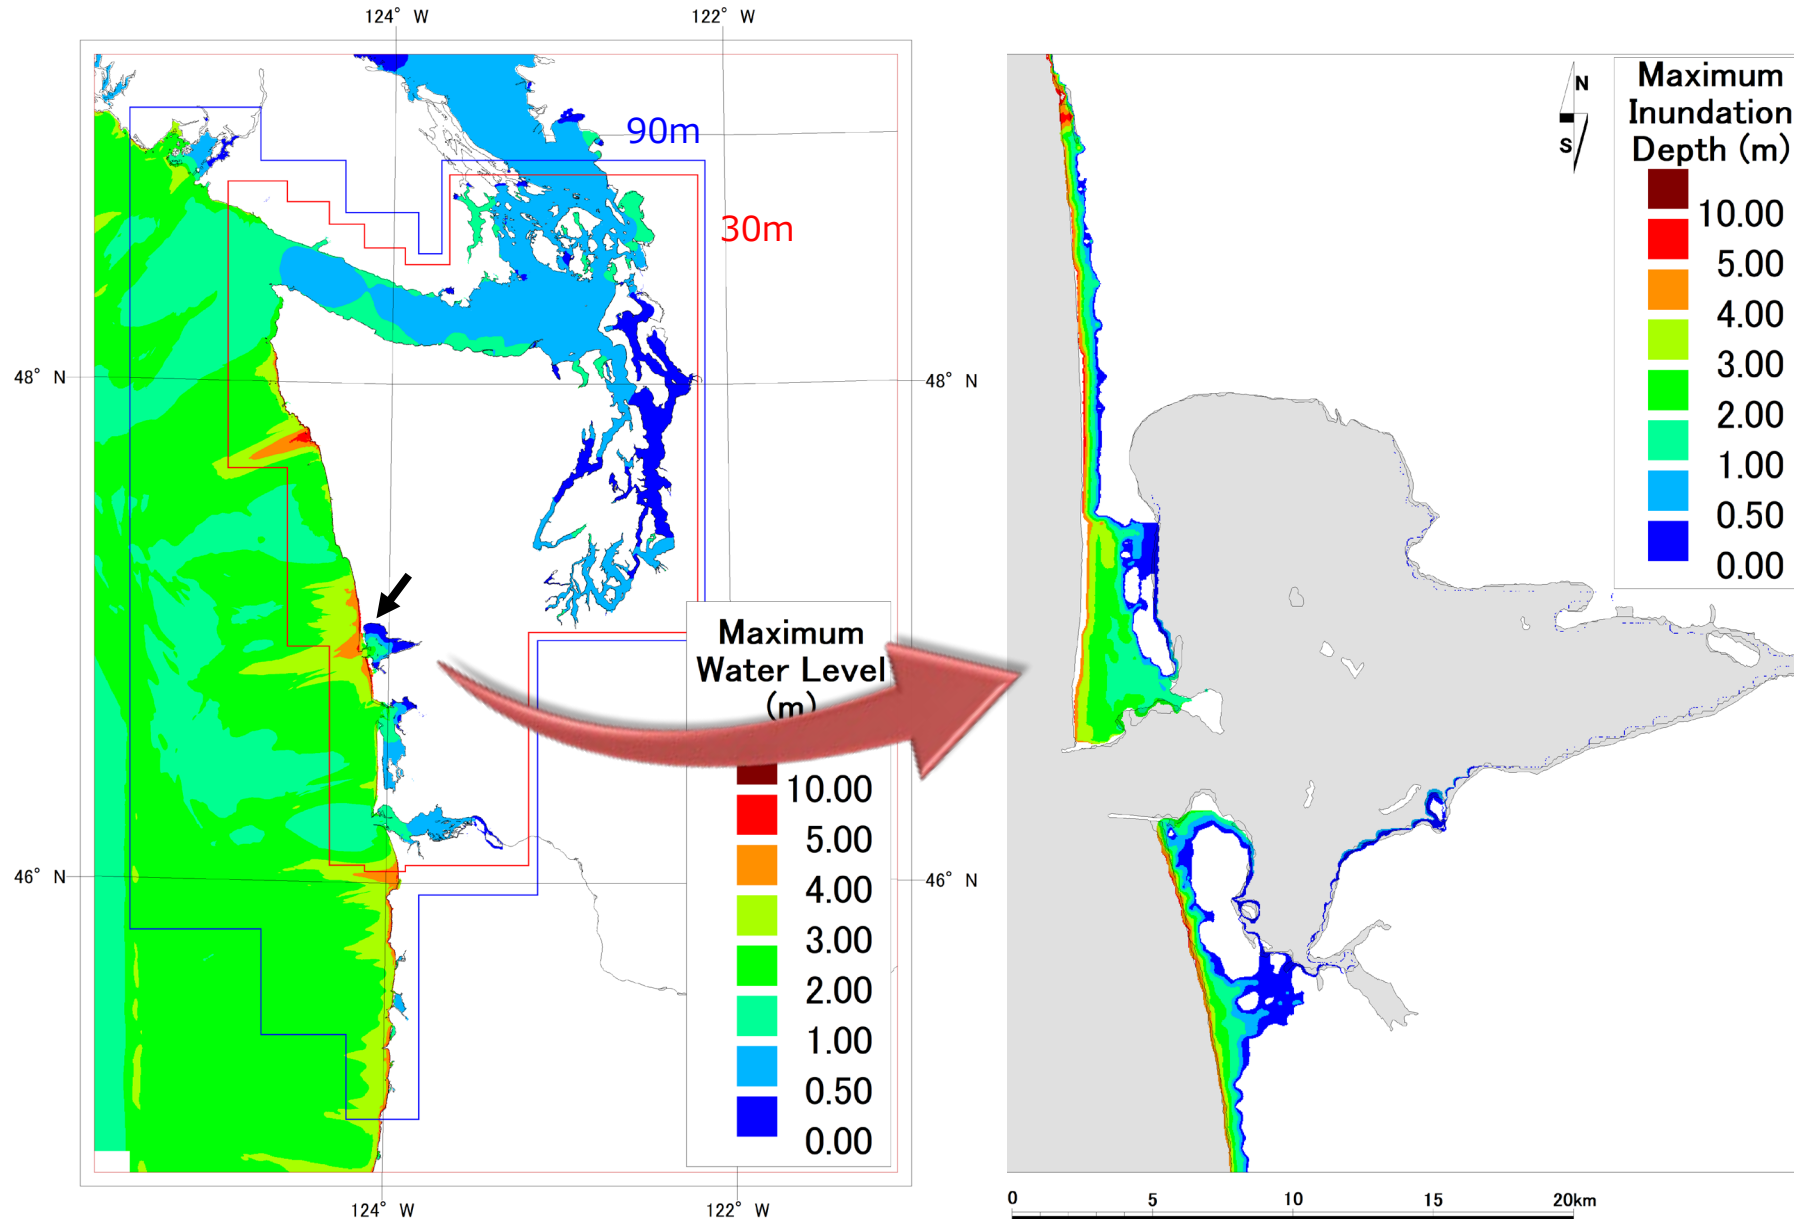 124° W
122° W
90m
30m
48° N
48° N
46° N
46° N
Maximum
Water Level
(m)
10.00
5.00
4.00
3.00
2.00
1.00
0.50
0.00
124° W
122° W
N
S
Maximum
Inundation
Depth (m)
10.00
5.00
4.00
3.00
2.00
1.00
0.50
0.00
0 5 10 15 20km